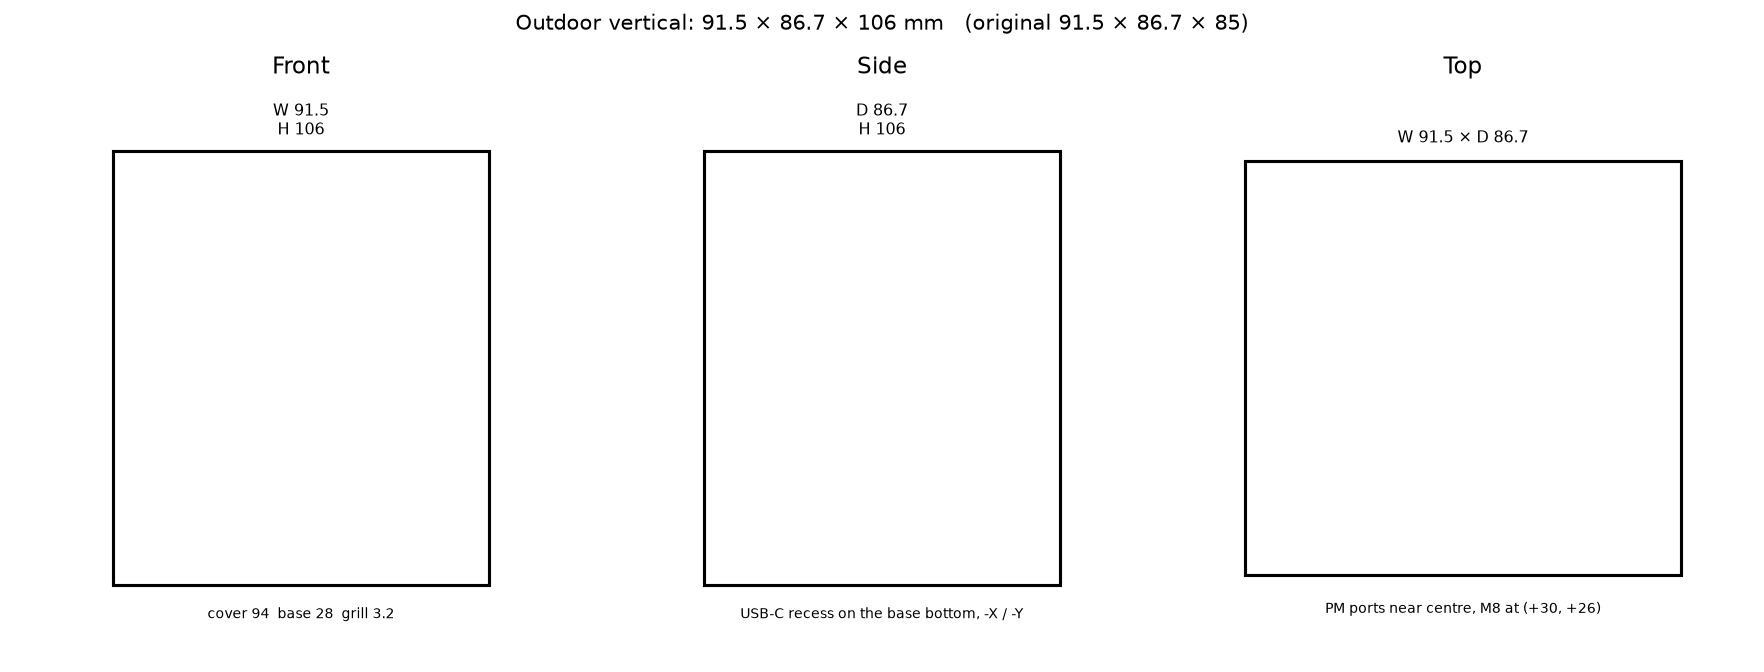 Outdoor vertical: 91.5 × 86.7 × 106 mm   (original 91.5 × 86.7 × 85)
Front
W 91.5
H 106
cover 94  base 28  grill 3.2
Side
D 86.7
H 106
USB-C recess on the base bottom, -X / -Y
Top
W 91.5 × D 86.7
PM ports near centre, M8 at (+30, +26)